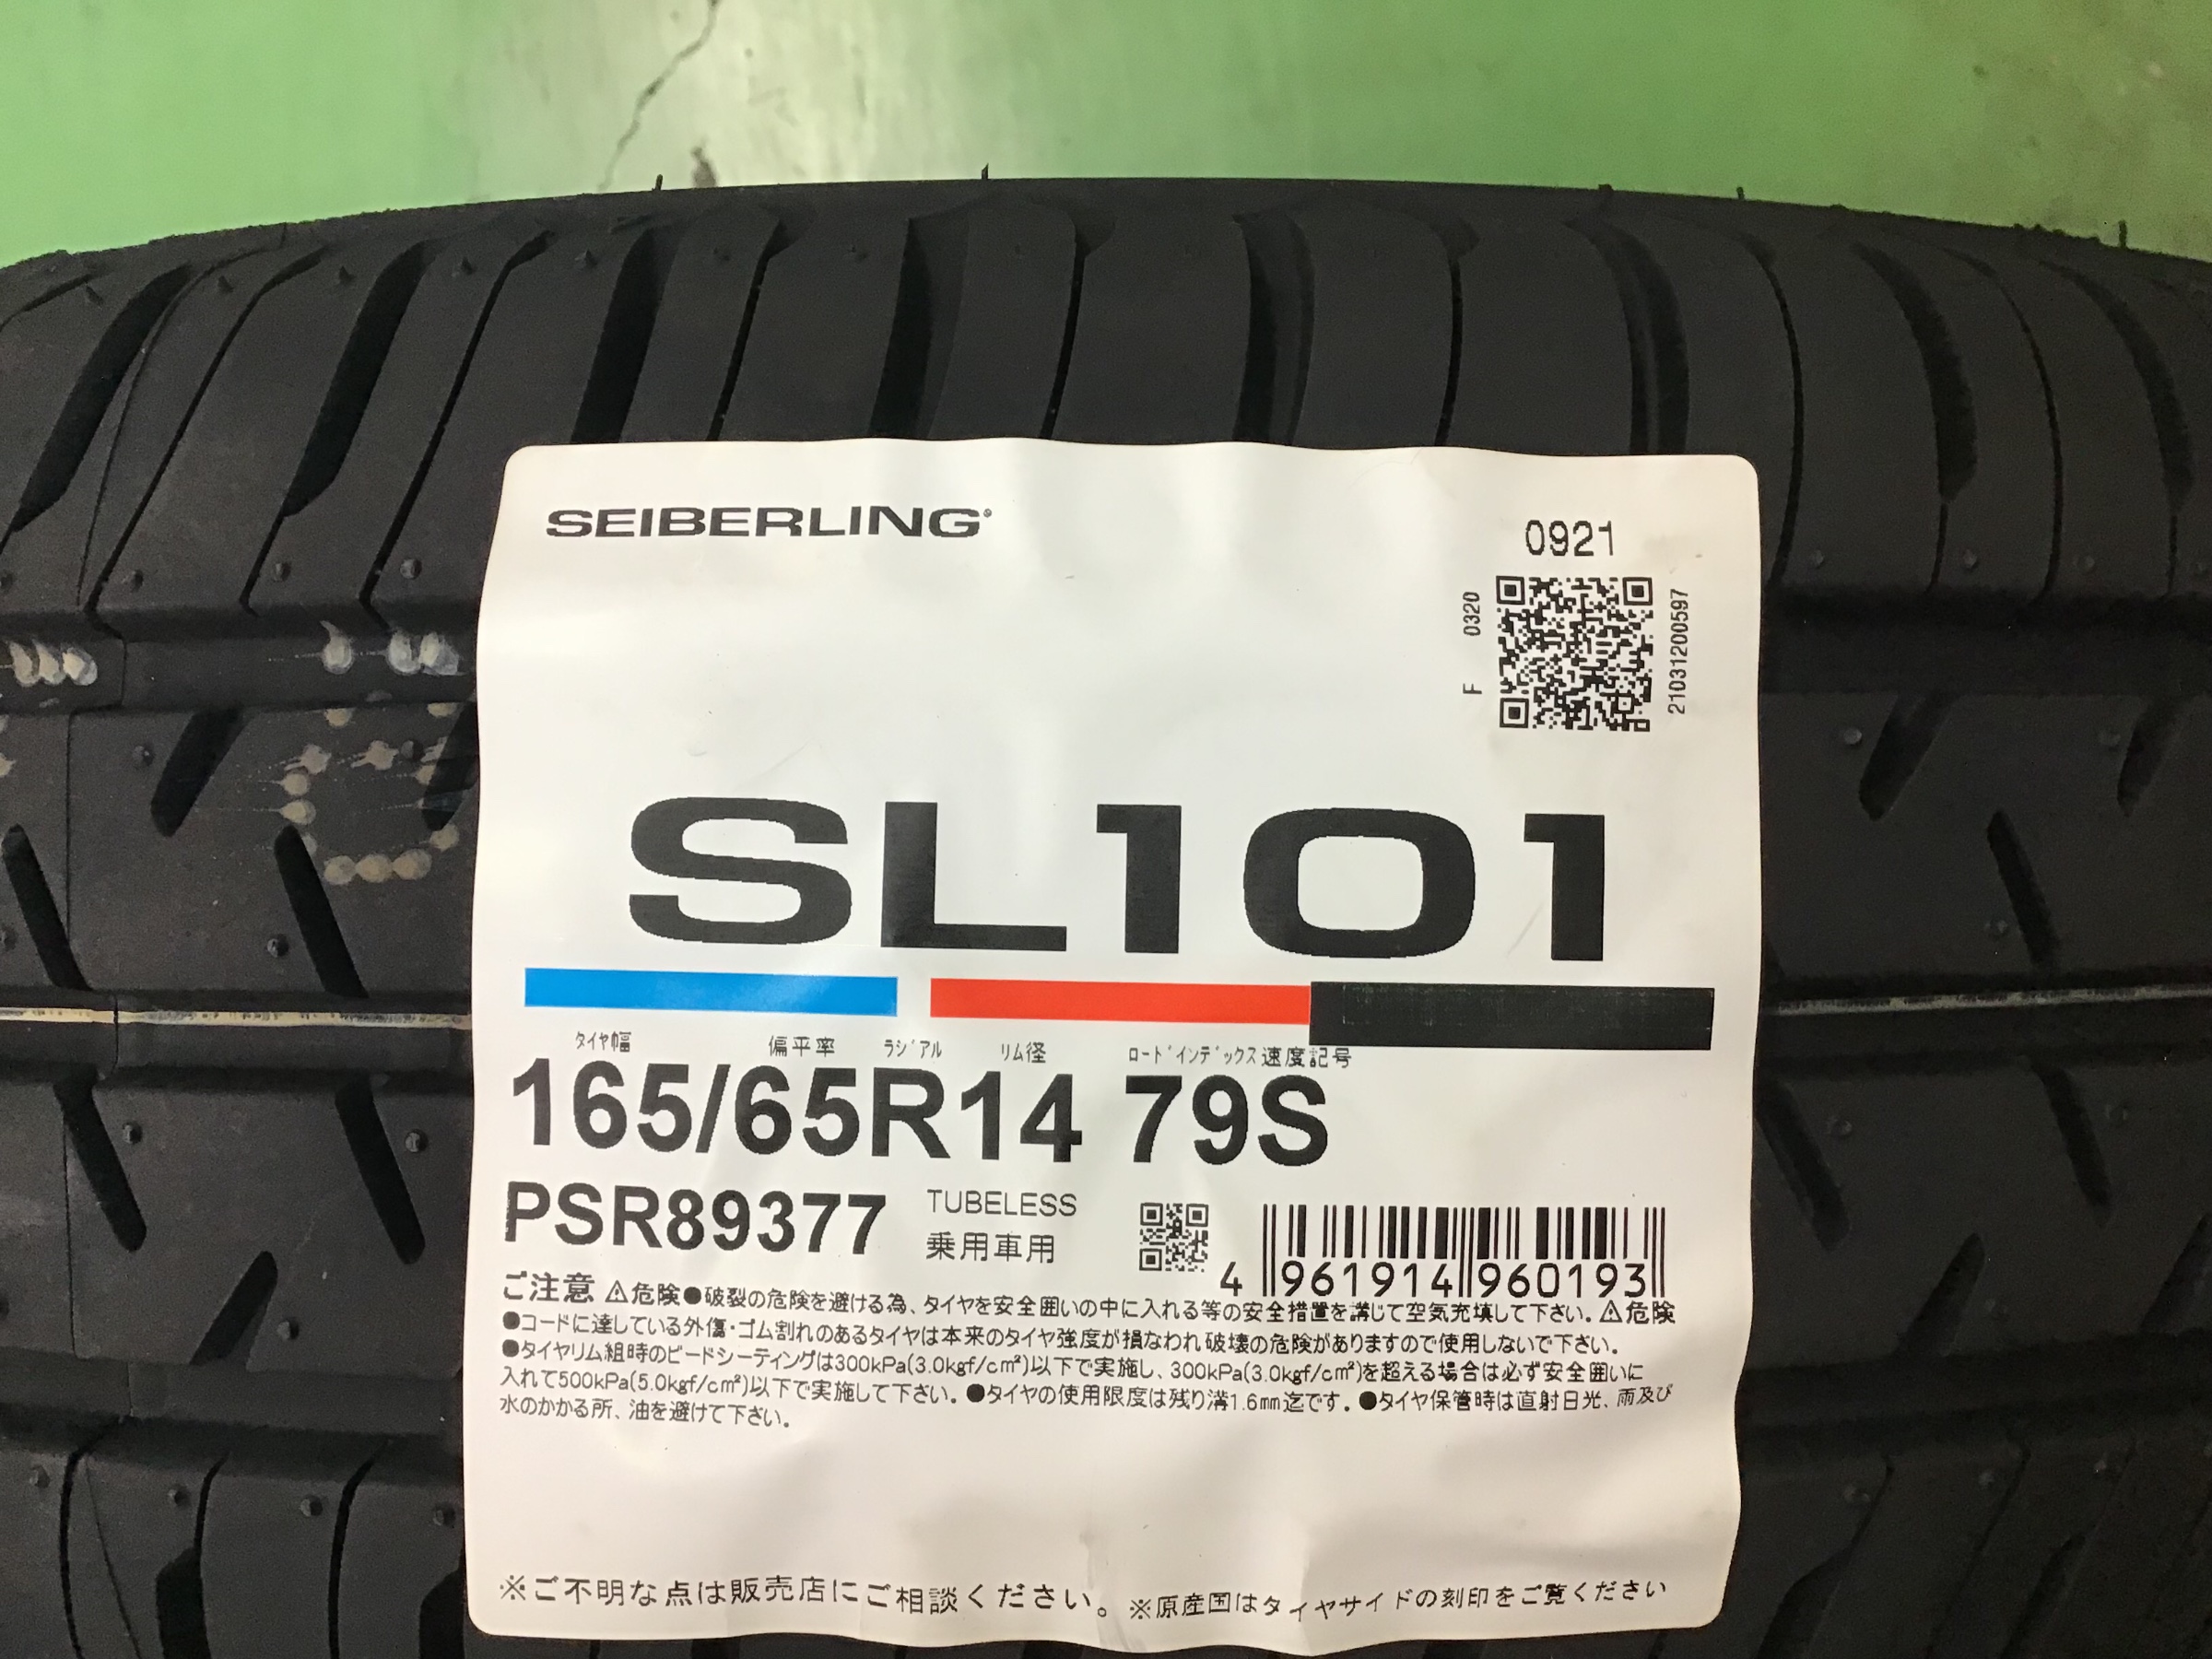 SEIBERLING
0921
F 0320
2103120059​7
SL101
タイヤ幅 偏平率 ラジアル リム径 ロードインデックス 速度記号
165/65R14 79S
PSR89377 TUBELESS
乗用車用
4 961914 960193
ご注意 ⚠危険●破裂の危険を避ける為、タイヤを安全囲いの中に入れる等の安全措置を講じて空気充填して下さい。⚠危険
●コードに達している外傷・ゴム割れのあるタイヤは本来のタイヤ強度が損なわれ破壊の危険がありますので使用しないで下さい。
●タイヤリム組時のビードシーティングは300kPa(3.0kgf/cm²)以下で実施し、300kPa(3.0kgf/cm²)を超える場合は必ず安全囲いに
入れて500kPa(5.0kgf/cm²)以下で実施して下さい。●タイヤの使用限度は残り溝1.6mm迄です。●タイヤ保管時は直射日光、雨及び
水のかかる所、油を避けて下さい。
※ご不明な点は販売店にご相談ください。※原産国はタイヤサイドの刻印をご覧ください